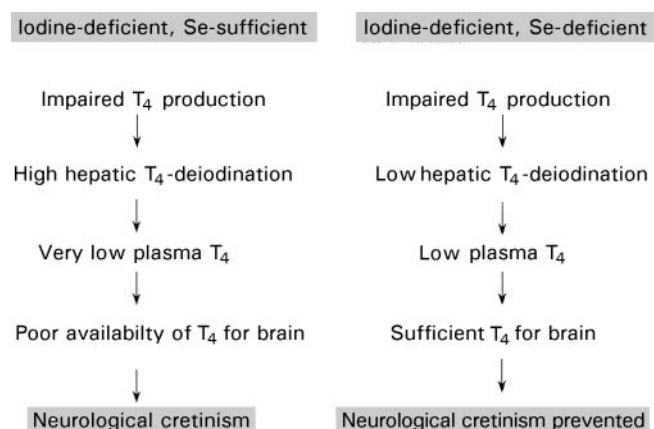 Iodine-deficient, Se-sufficient
Impaired T₄ production
High hepatic T₄-deiodination
Very low plasma T₄
Poor availabilty of T₄ for brain
Neurological cretinism
Iodine-deficient, Se-deficient
Impaired T₄ production
Low hepatic T₄-deiodination
Low plasma T₄
Sufficient T₄ for brain
Neurological cretinism prevented